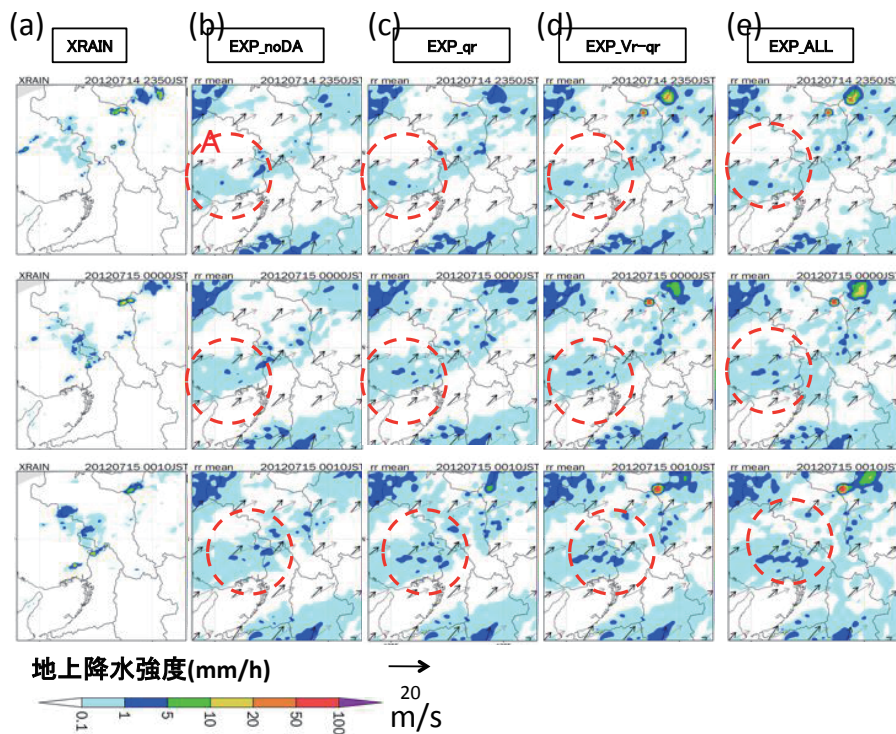 (a) (b) (c) (d) (e)
XRAIN EXP_noDA EXP_qr EXP_Vr-qr EXP_ALL
XRAIN 20120714 2350JST rr mean 20120714 2350JST rr mean 20120714 2350JST rr mean 20120714 2350JST rr mean 20120714 2350JST
A
XRAIN 20120715 0000JST rr mean 20120715 0000JST rr mean 20120715 0000JST rr mean 20120715 0000JST rr mean 20120715 0000JST
XRAIN 20120715 0010JST rr mean 20120715 0010JST rr mean 20120715 0010JST rr mean 20120715 0010JST rr mean 20120715 0010JST
地上降水強度(mm/h)
20
m/s
0.1 1 5 10 20 50 100